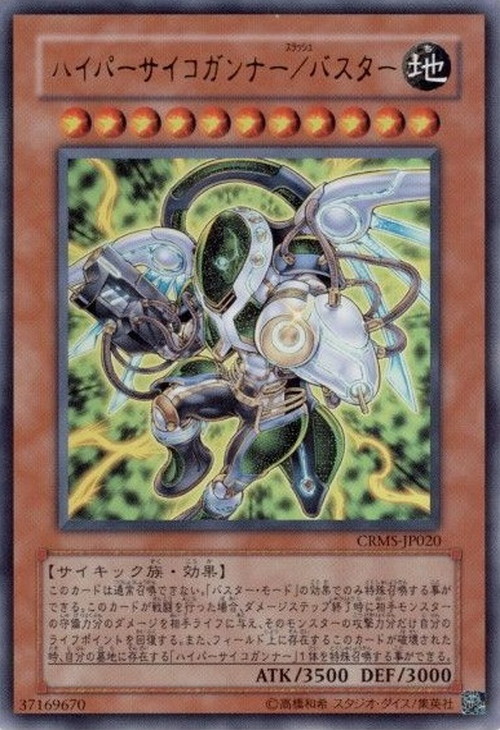 スラッシュ
ハイパーサイコガンナー/バスター
地
CRMS-JP020
【サイキック族・効果】
このカードは通常召喚できない。「バスター・モード」の効果でのみ特殊召喚する事が
できる。このカードが戦闘を行った場合、ダメージステップ終了時に相手モンスター
の守備力分のダメージを相手ライフに与え、そのモンスターの攻撃力分だけ自分の
ライフポイントを回復する。また、フィールド上に存在するこのカードが破壊された
時、自分の墓地に存在する「ハイパーサイコガンナー」1体を特殊召喚する事ができる。
ATK/3500 DEF/3000
37169670
©高橋和希 スタジオ・ダイス/集英社